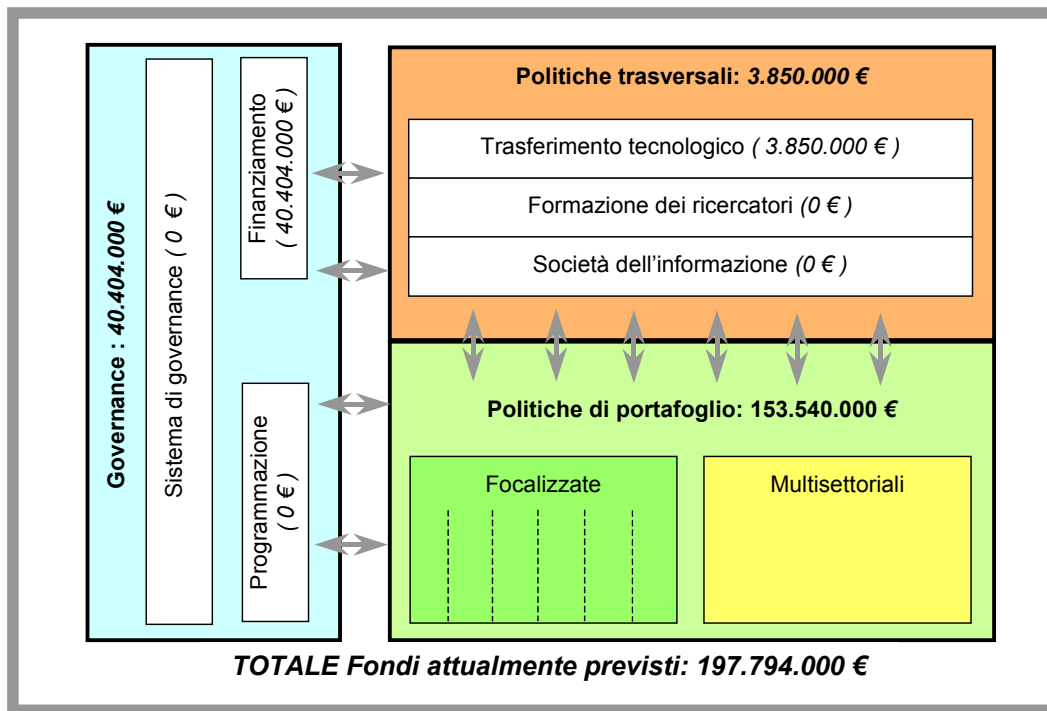 Governance : 40.404.000 €
Sistema di governance ( 0 € )
Finanziamento
( 40.404.000 € )
Programmazione
( 0 € )
Politiche trasversali: 3.850.000 €
Trasferimento tecnologico ( 3.850.000 € )
Formazione dei ricercatori (0 € )
Società dell'informazione (0 € )
Politiche di portafoglio: 153.540.000 €
Focalizzate
Multisettoriali
TOTALE Fondi attualmente previsti: 197.794.000 €